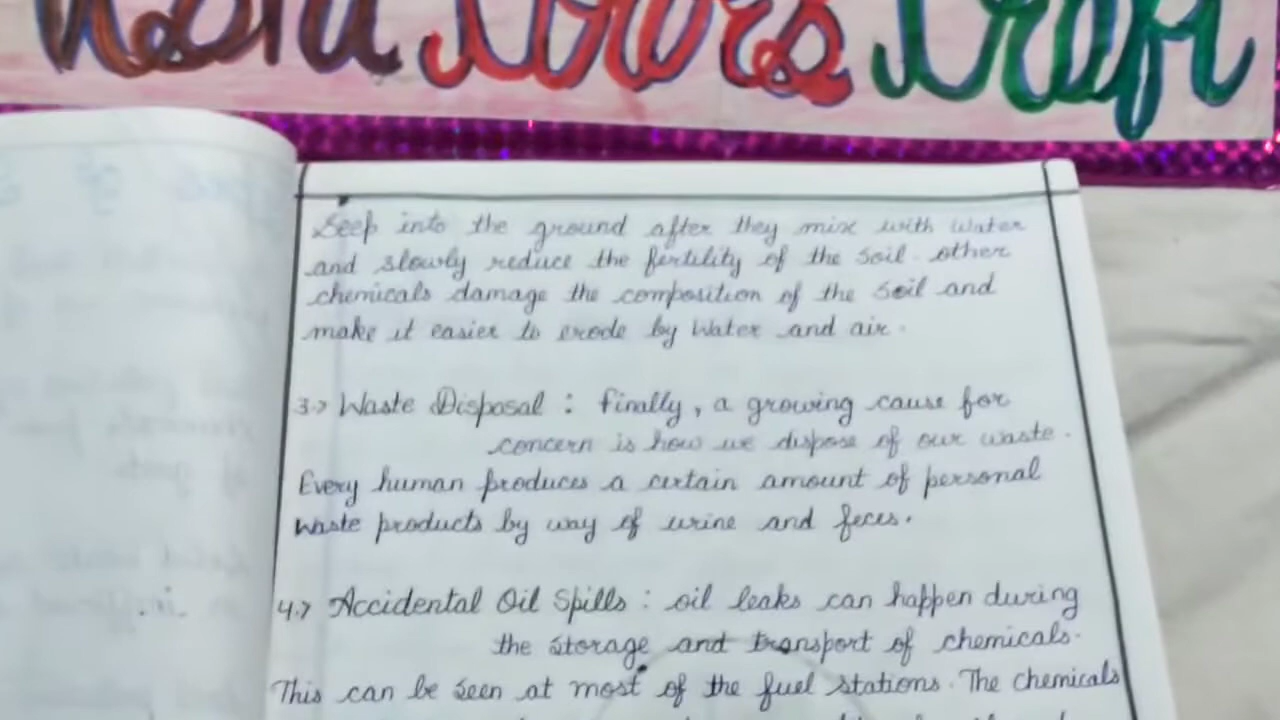 Lovers Craft
Seep into the ground after they mix with water
and slowly reduce the fertility of the soil. other
chemicals damage the composition of the soil and
make it easier to erode by Water and air.
3.) Waste Disposal : finally, a growing cause for
concern is how we dispose of our waste.
Every human produces a certain amount of personal
waste products by way of urine and feces.
4.) Accidental Oil Spills : oil leaks can happen during
the storage and transport of chemicals.
This can be seen at most of the fuel stations. The chemicals